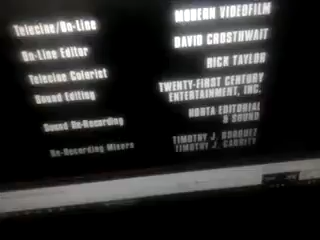 Telecine/On-Line MODERN VIDEOFILM
On-Line Editor DAVID CROSTHWAIT
Telecine Colorist RICK TAYLOR
Sound Editing TWENTY-FIRST CENTURY
ENTERTAINMENT, INC.
HORTA EDITORIAL
& SOUND
Sound Re-Recording
Re-Recording Mixers TIMOTHY J. BORQUEZ
TIMOTHY J. GARRITY